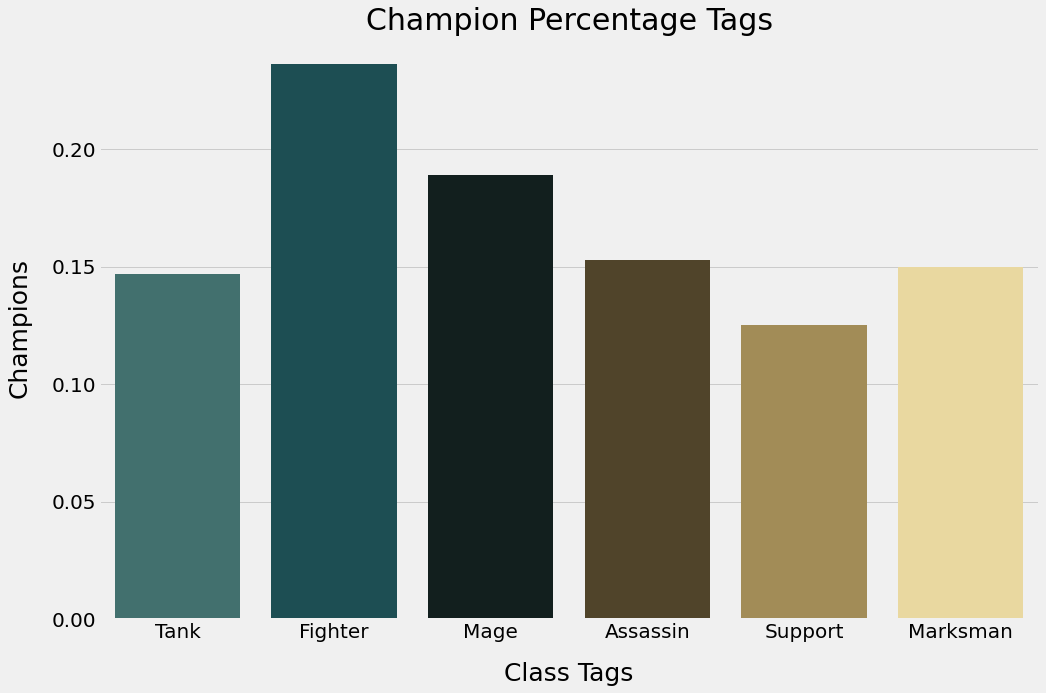 Champion Percentage Tags
Champions
0.20
0.15
0.10
0.05
0.00
Tank Fighter Mage Assassin Support Marksman
Class Tags